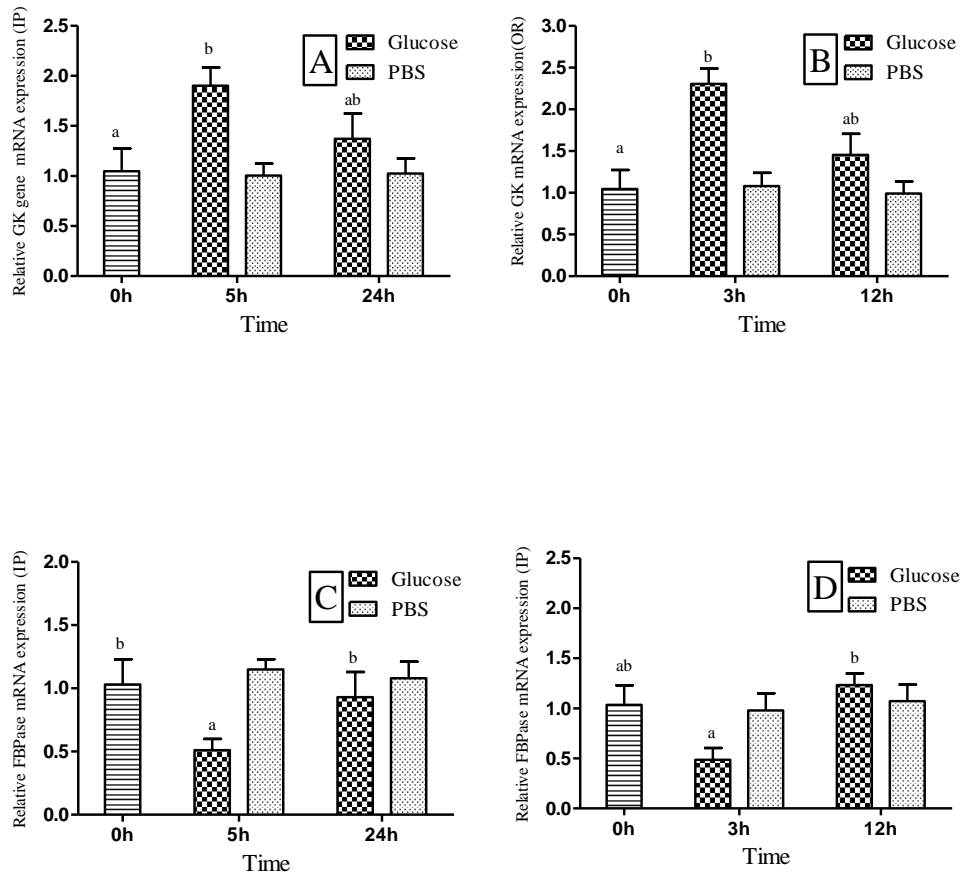 Relative GK gene mRNA expression (IP)
2.5
2.0
1.5
1.0
0.5
0.0
a
b
ab
A
Glucose
PBS
0h 5h 24h
Time
Relative GK mRNA expression(OR)
3.0
2.5
2.0
1.5
1.0
0.5
0.0
a
b
ab
B
Glucose
PBS
0h 3h 12h
Time
Relative FBPase mRNA expression (IP)
2.0
1.5
1.0
0.5
0.0
b
a
b
C
Glucose
PBS
0h 5h 24h
Time
Relative FBPase mRNA expression (IP)
2.5
2.0
1.5
1.0
0.5
0.0
ab
a
b
D
Glucose
PBS
0h 3h 12h
Time